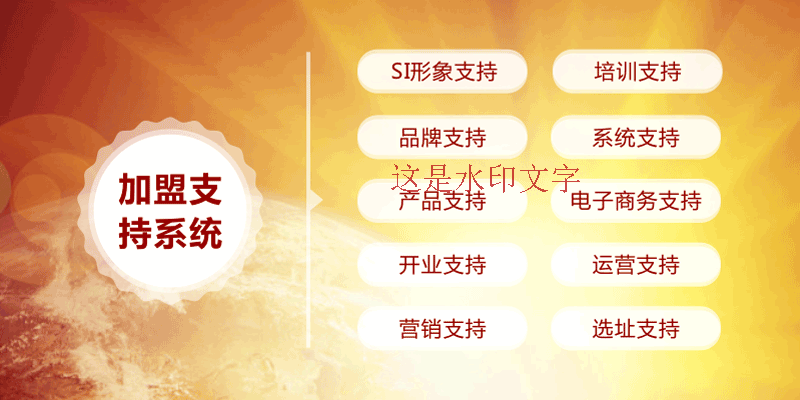 加盟支
持系统
SI形象支持
培训支持
品牌支持
系统支持
这是水印文字
产品支持
电子商务支持
开业支持
运营支持
营销支持
选址支持